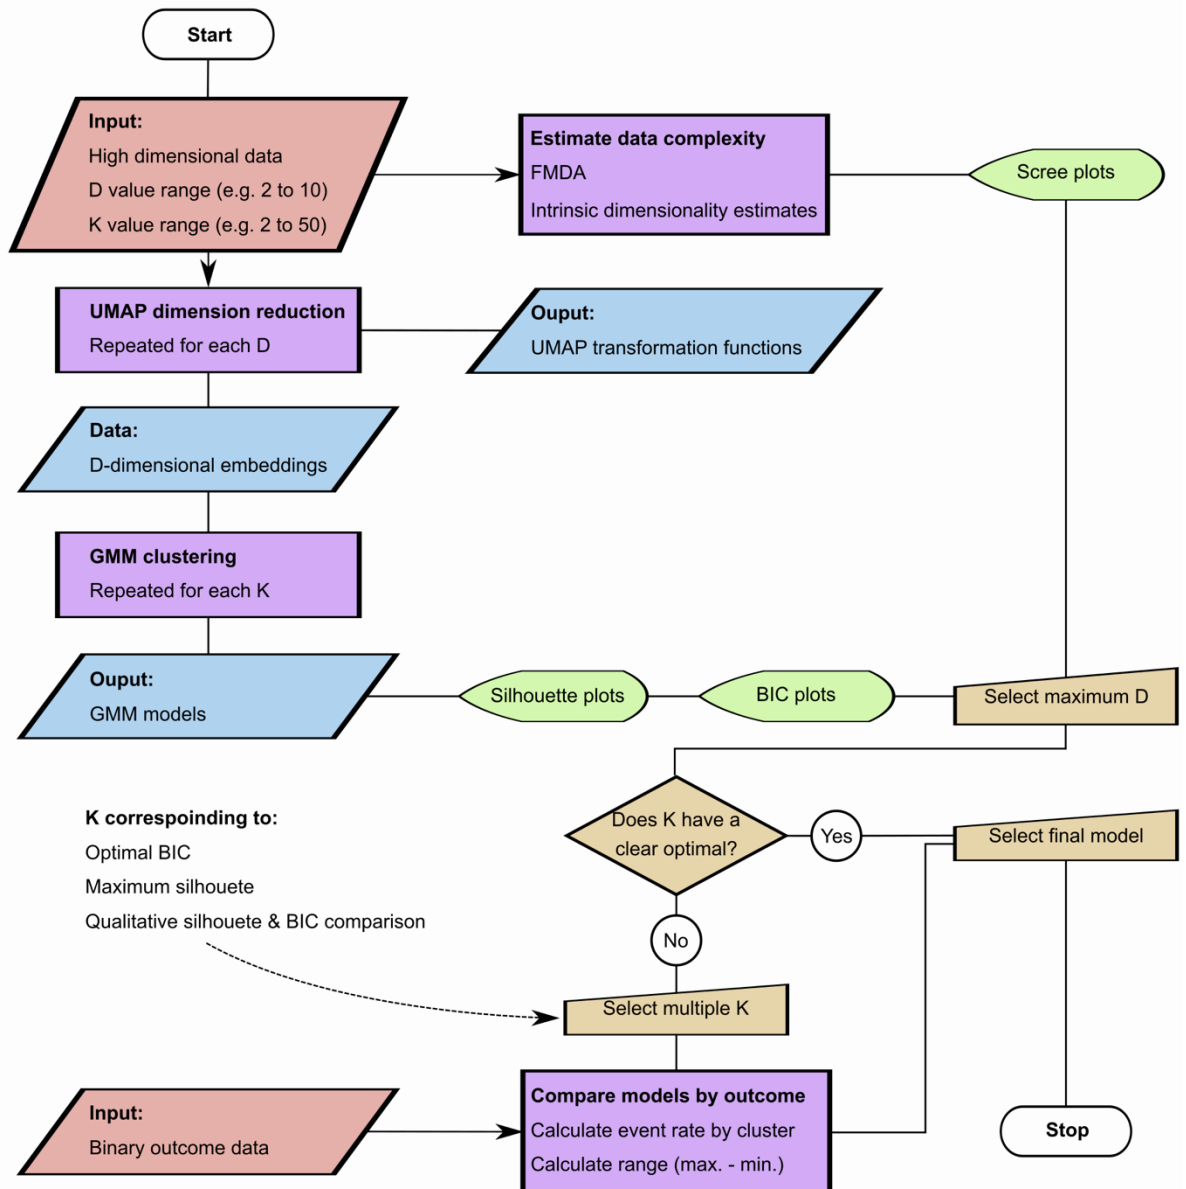 Start
Input:
High dimensional data
D value range (e.g. 2 to 10)
K value range (e.g. 2 to 50)
Estimate data complexity
FMDA
Intrinsic dimensionality estimates
Scree plots
UMAP dimension reduction
Repeated for each D
Ouput:
UMAP transformation functions
Data:
D-dimensional embeddings
GMM clustering
Repeated for each K
Ouput:
GMM models
Silhouette plots
BIC plots
Select maximum D
Does K have a
clear optimal?
Yes
Select final model
K correspoinding to:
Optimal BIC
Maximum silhouete
Qualitative silhouete & BIC comparison
No
Select multiple K
Input:
Binary outcome data
Compare models by outcome
Calculate event rate by cluster
Calculate range (max. - min.)
Stop